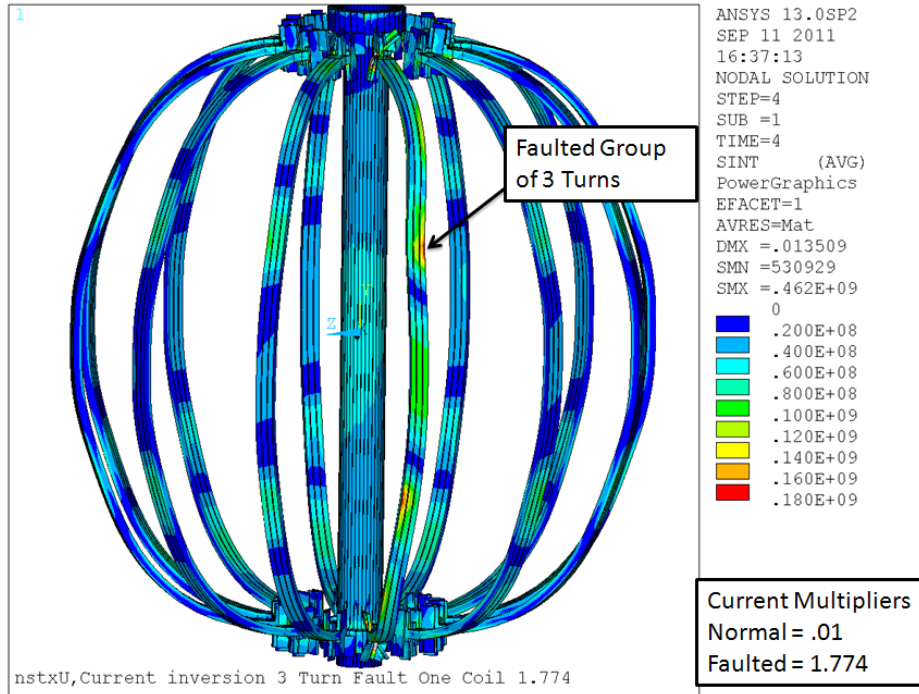 1
ANSYS 13.0SP2
SEP 11 2011
16:37:13
NODAL SOLUTION
STEP=4
SUB =1
TIME=4
SINT (AVG)
PowerGraphics
EFACET=1
AVRES=Mat
DMX =.013509
SMN =530929
SMX =.462E+09
0
.200E+08
.400E+08
.600E+08
.800E+08
.100E+09
.120E+09
.140E+09
.160E+09
.180E+09
Faulted Group
of 3 Turns
Y
Z
Current Multipliers
Normal = .01
Faulted = 1.774
nstxU,Current inversion 3 Turn Fault One Coil 1.774